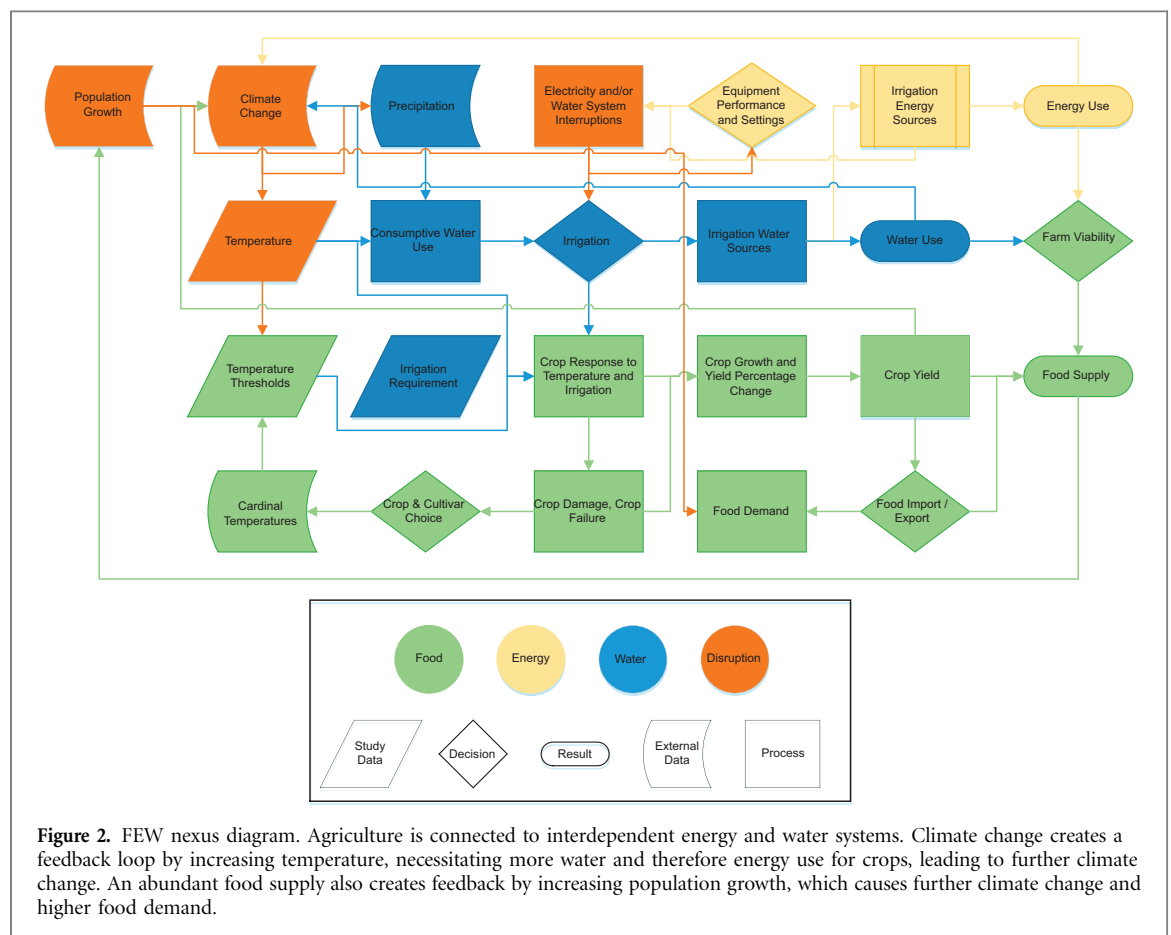 Population
Growth
Climate
Change
Precipitation
Electricity and/or
Water System
Interruptions
Equipment
Performance
and Settings
Irrigation
Energy
Sources
Energy Use
Temperature
Consumptive Water
Use
Irrigation
Irrigation Water
Sources
Water Use
Farm Viability
Temperature
Thresholds
Irrigation
Requirement
Crop Response to
Temperature and
Irrigation
Crop Growth and
Yield Percentage
Change
Crop Yield
Food Supply
Cardinal
Temperatures
Crop & Cultivar
Choice
Crop Damage, Crop
Failure
Food Demand
Food Import /
Export
Food
Energy
Water
Disruption
Study
Data
Decision
Result
External
Data
Process
Figure 2. FEW nexus diagram. Agriculture is connected to interdependent energy and water systems. Climate change creates a
feedback loop by increasing temperature, necessitating more water and therefore energy use for crops, leading to further climate
change. An abundant food supply also creates feedback by increasing population growth, which causes further climate change and
higher food demand.